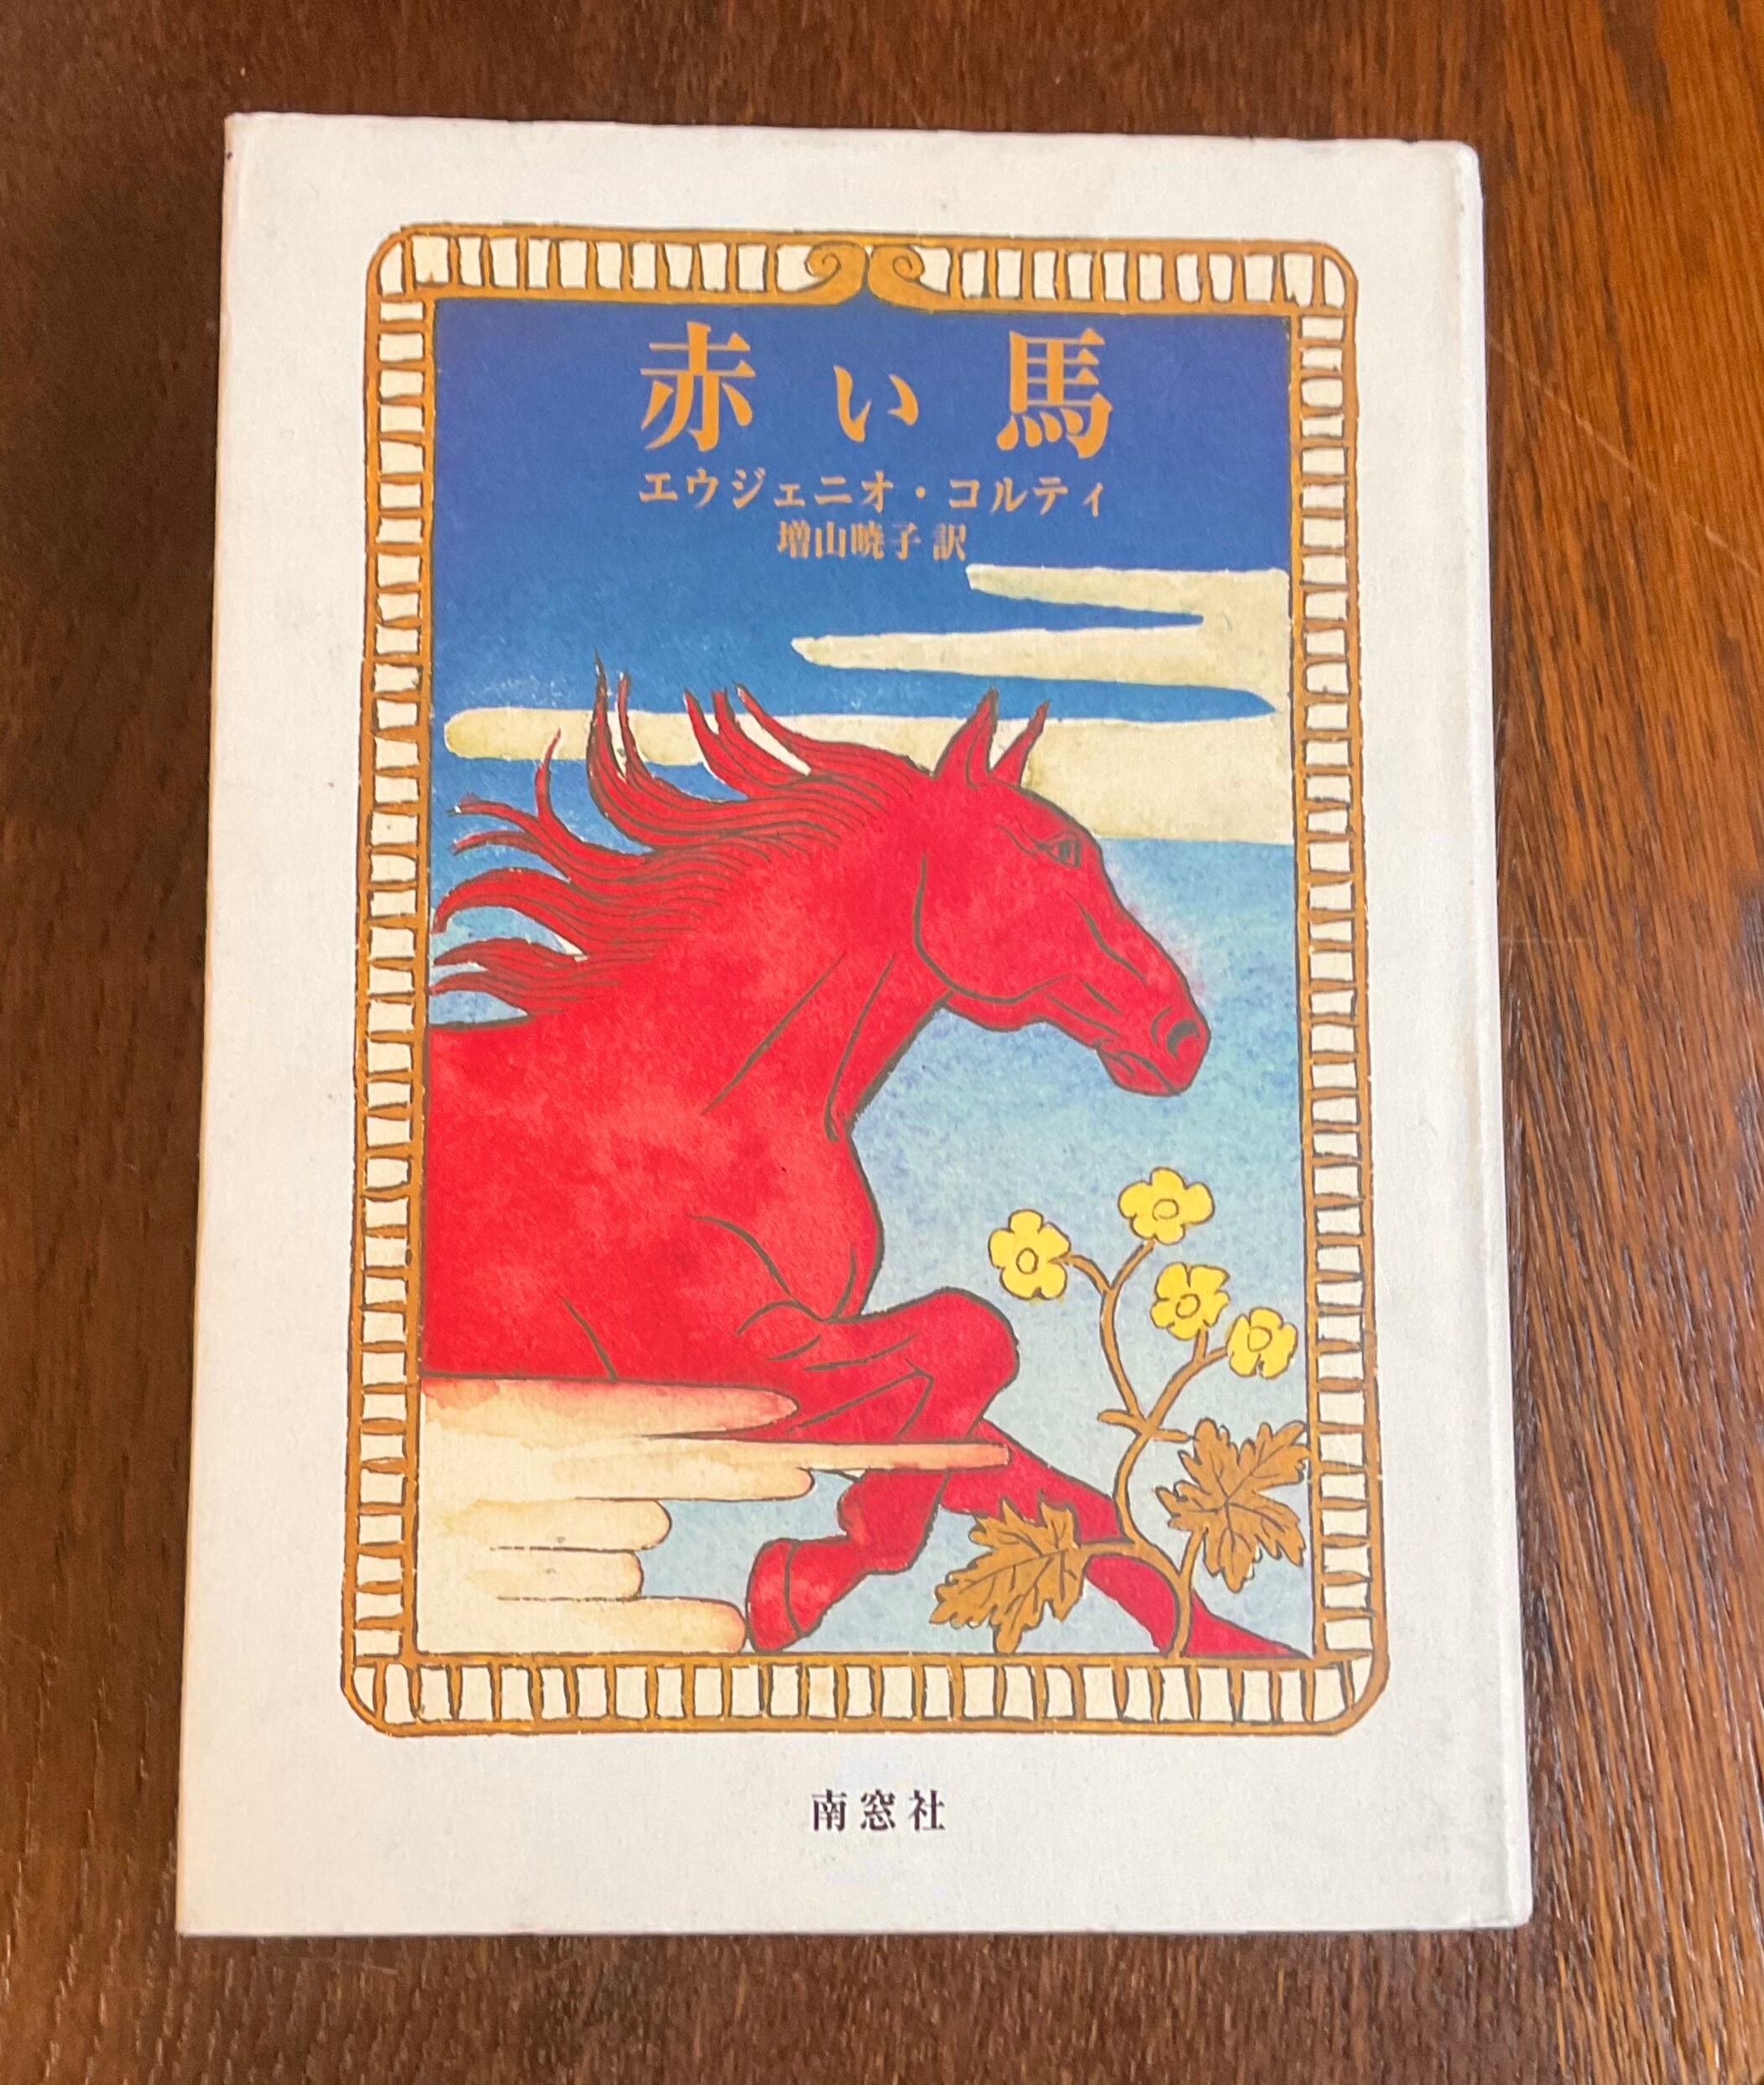 赤い馬
エウジェニオ・コルティ
増山暁子 訳
南窓社